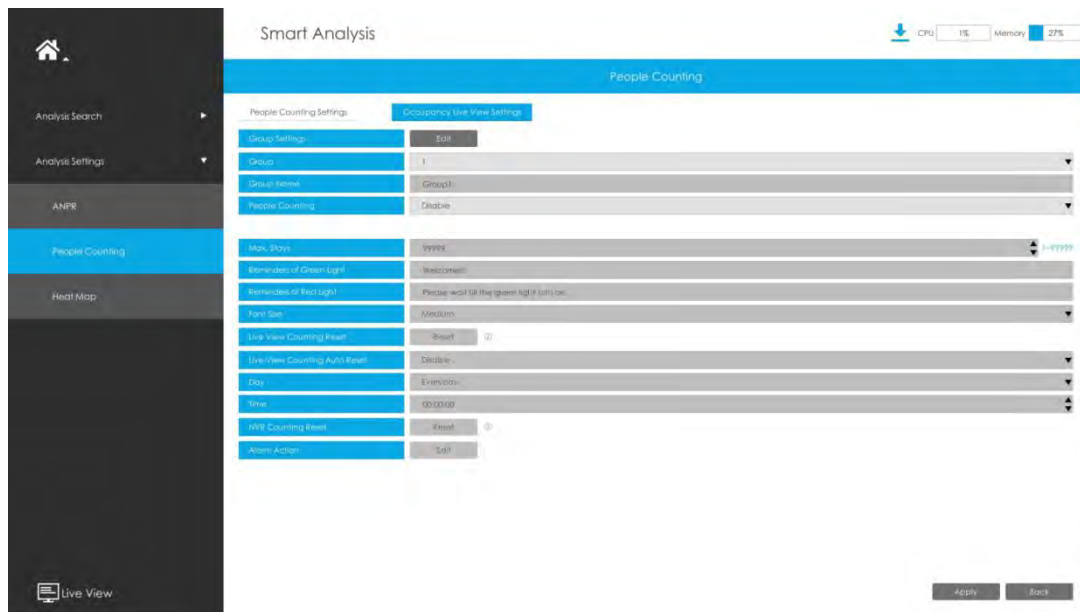 Smart Analysis
CPU 1% Memory 27%
People Counting
Analysis Search
Analysis Settings
ANPR
People Counting
Heat Map
Live View
People Counting Settings Occupancy Live View Settings
Group Settings Edit
Group 1
Group Name Group1
People Counting Disable
Max. Stays 99999 1~99999
Reminders of Green Light Welcome!
Reminders of Red Light Please wait till the green light turns on.
Font Size Medium
Live View Counting Reset Reset
Live View Counting Auto Reset Disable
Day Everyday
Time 00:00:00
NVR Counting Reset Reset
Alarm Action Edit
Apply Back